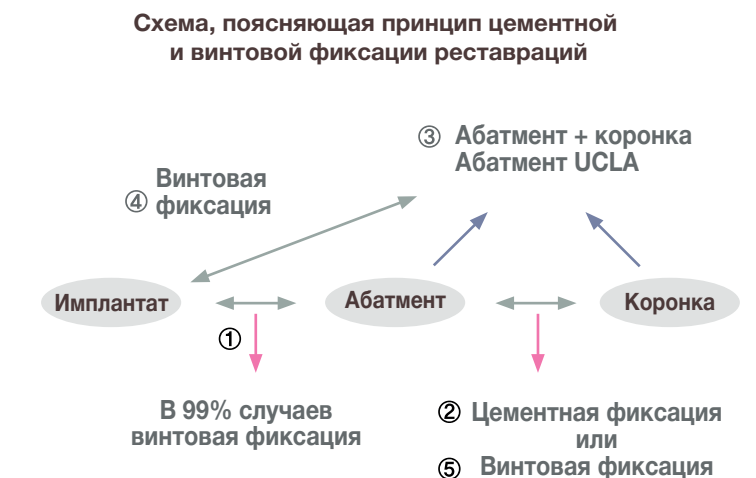 Схема, поясняющая принцип цементной
и винтовой фиксации реставраций
③ Абатмент + коронка
Абатмент UCLA
Винтовая
④ фиксация
Имплантат
Абатмент
Коронка
①
В 99% случаев
винтовая фиксация
② Цементная фиксация
или
⑤ Винтовая фиксация